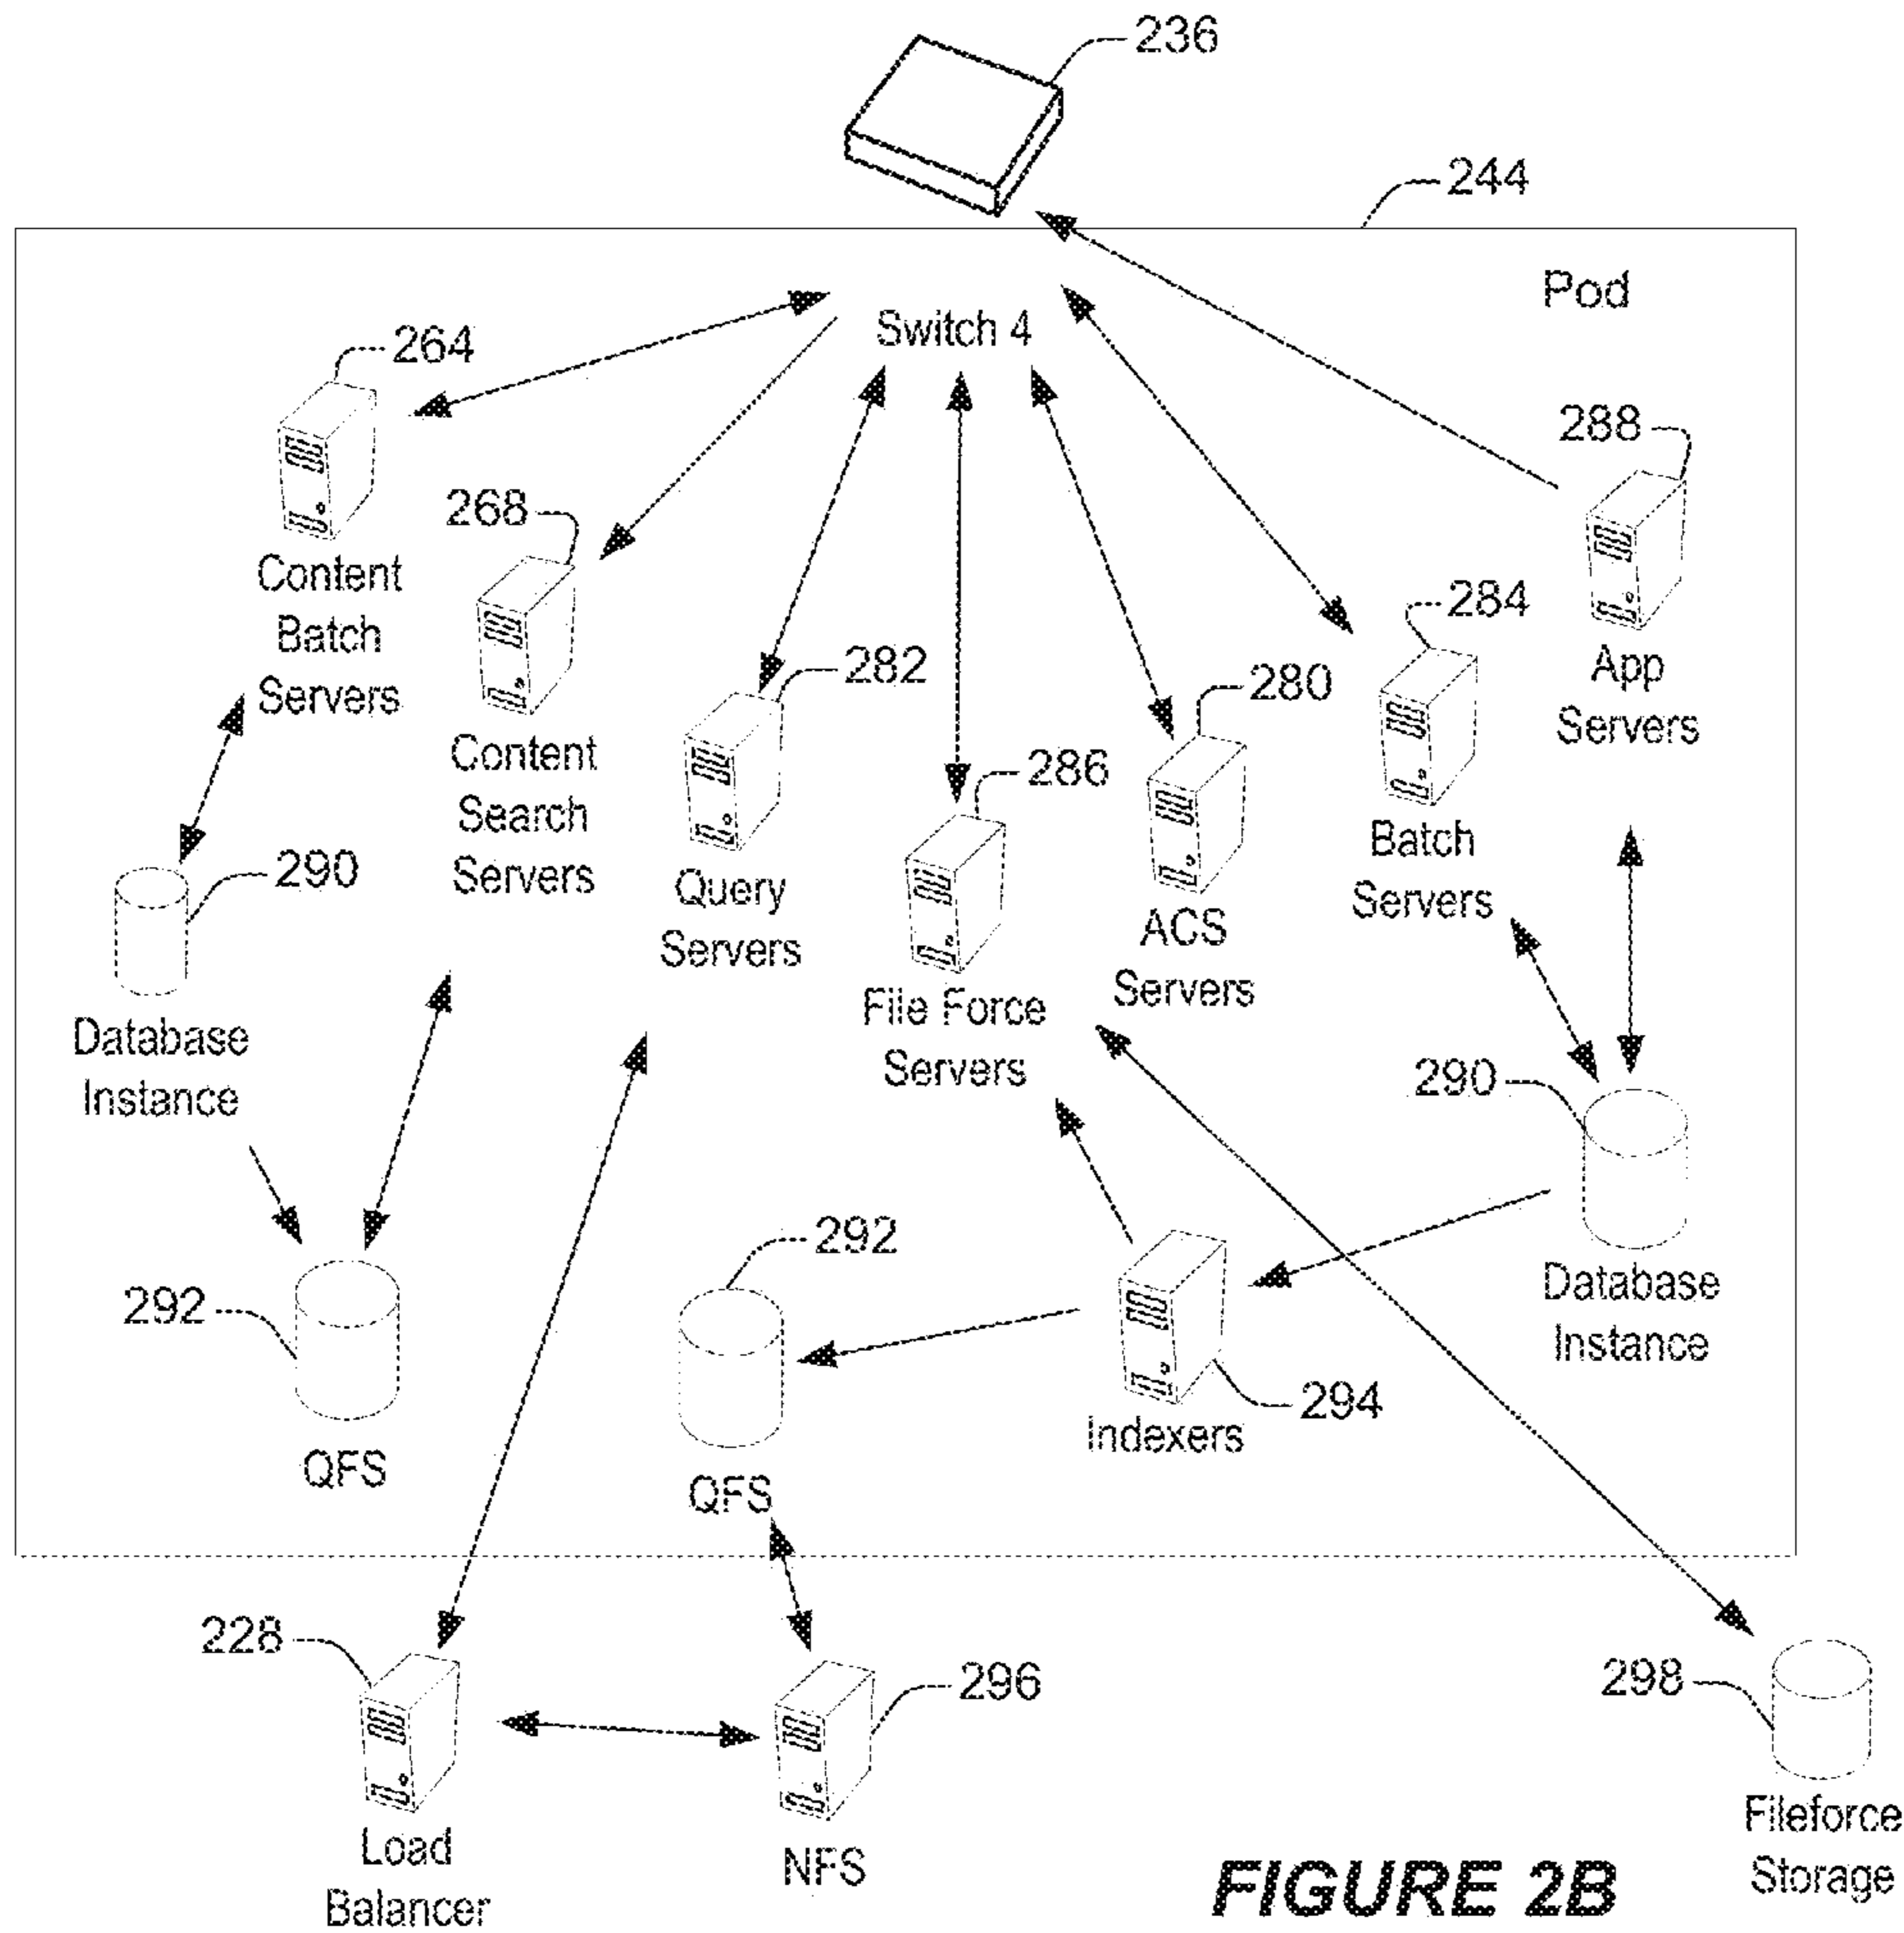 236
244
Pod
Switch 4
264
288
268
Content
Batch
Servers
284
282
280
App
Servers
Content
Search
Servers
286
Batch
Servers
290
Query
Servers
ACS
Servers
File Force
Servers
Database
Instance
290
292
292
Database
Instance
294
Indexers
QFS
QFS
228
296
298
Load
Balancer
NFS
Fileforce
Storage
FIGURE 2B